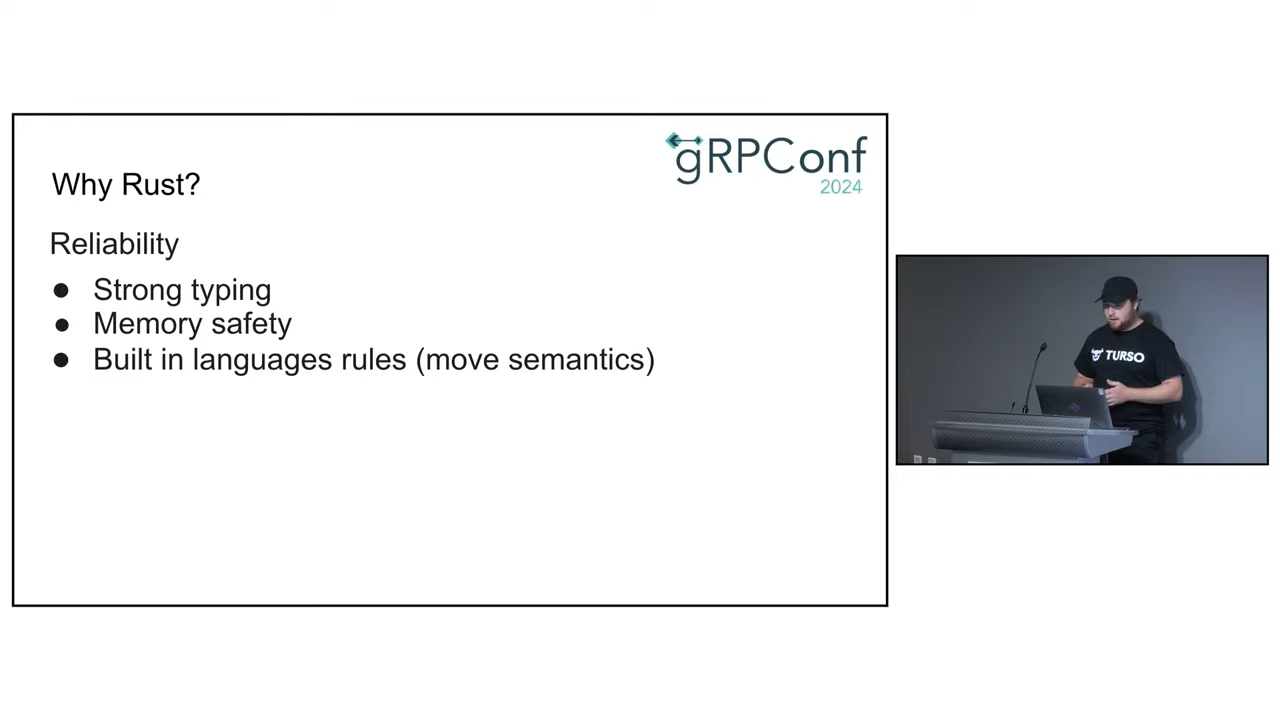 gRPConf
2024
Why Rust?
Reliability
● Strong typing
● Memory safety
● Built in languages rules (move semantics)
TURSO